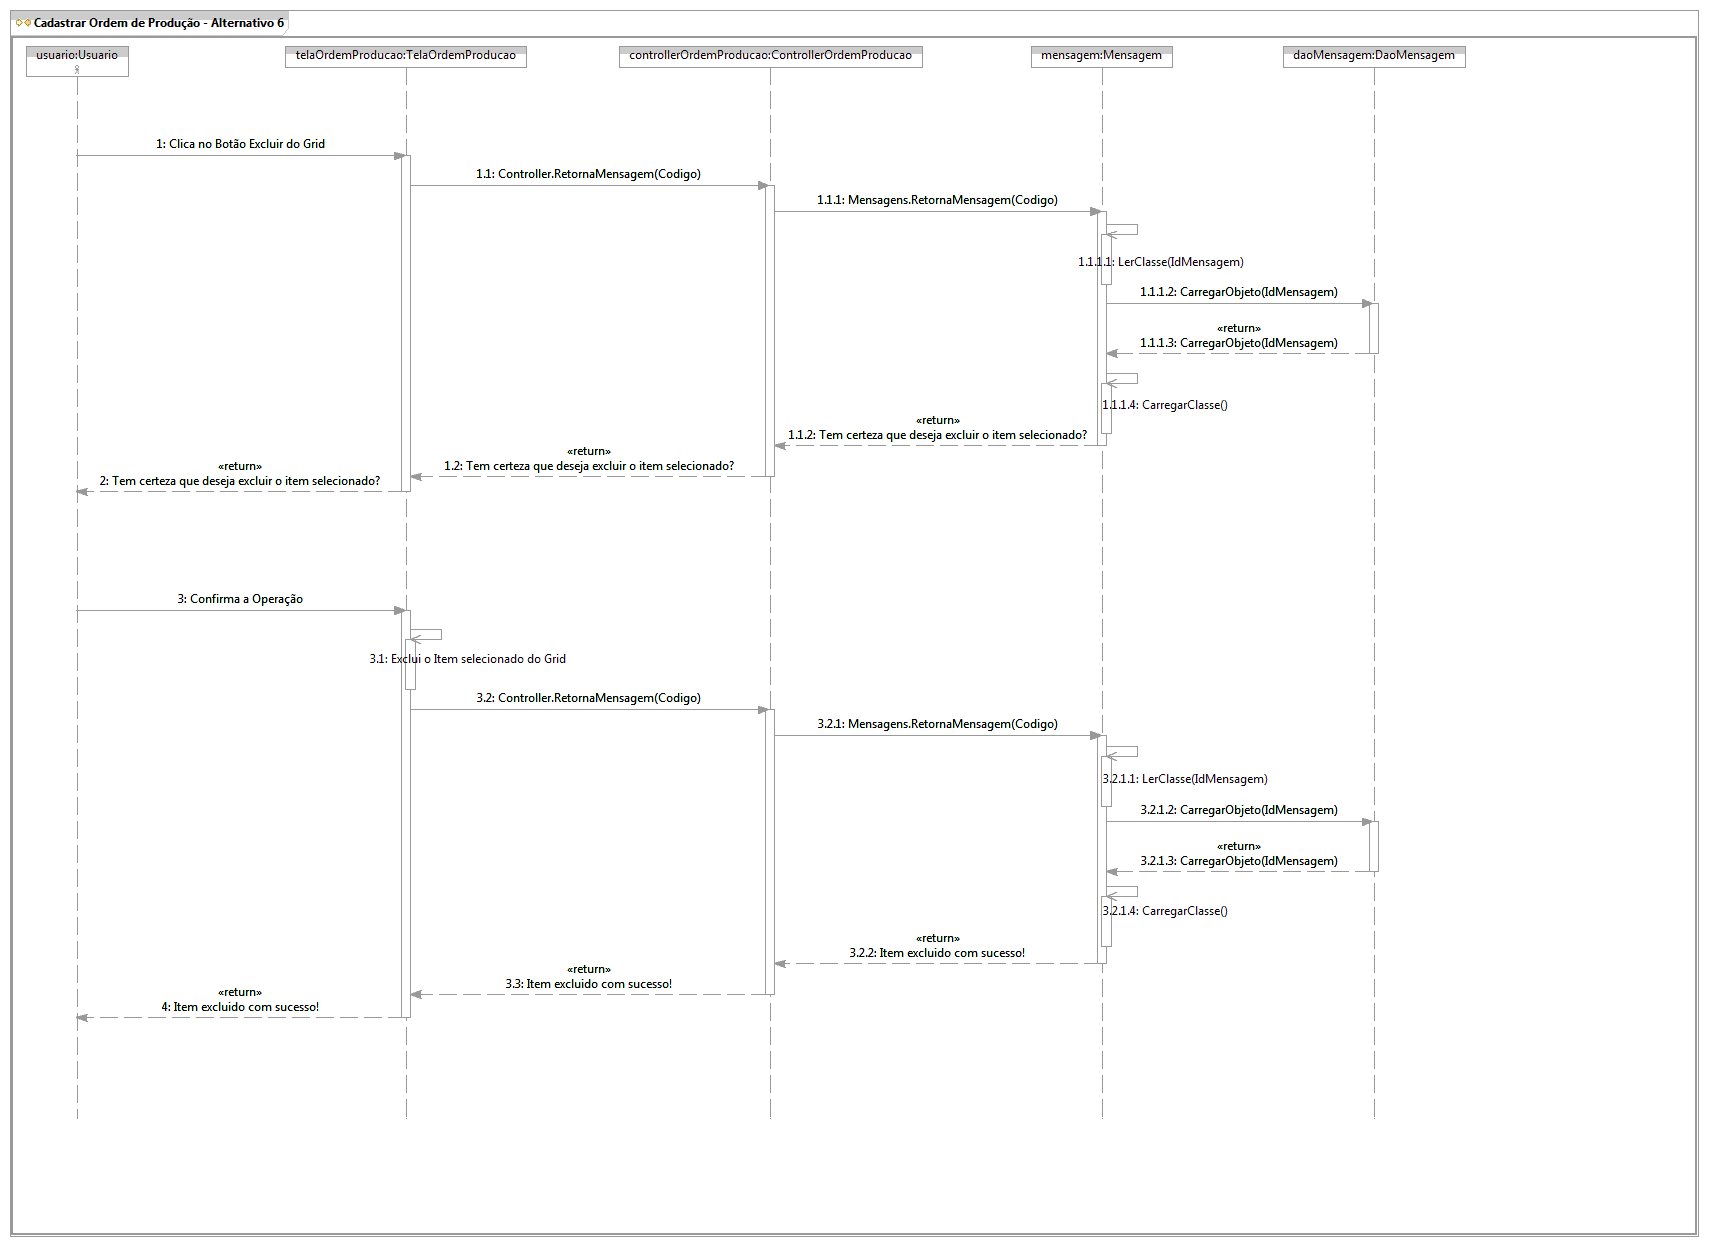 Cadastrar Ordem de Produção - Alternativo 6
usuario:Usuario
telaOrdemProducao:TelaOrdemProducao
controllerOrdemProducao:ControllerOrdemProducao
mensagem:Mensagem
daoMensagem:DaoMensagem
1: Clica no Botão Excluir do Grid
1.1: Controller.RetornaMensagem(Codigo)
1.1.1: Mensagens.RetornaMensagem(Codigo)
1.1.1.1: LerClasse(IdMensagem)
1.1.1.2: CarregarObjeto(IdMensagem)
«return»
1.1.1.3: CarregarObjeto(IdMensagem)
1.1.1.4: CarregarClasse()
«return»
1.1.2: Tem certeza que deseja excluir o item selecionado?
«return»
1.2: Tem certeza que deseja excluir o item selecionado?
«return»
2: Tem certeza que deseja excluir o item selecionado?
3: Confirma a Operação
3.1: Exclui o Item selecionado do Grid
3.2: Controller.RetornaMensagem(Codigo)
3.2.1: Mensagens.RetornaMensagem(Codigo)
3.2.1.1: LerClasse(IdMensagem)
3.2.1.2: CarregarObjeto(IdMensagem)
«return»
3.2.1.3: CarregarObjeto(IdMensagem)
3.2.1.4: CarregarClasse()
«return»
3.2.2: Item excluido com sucesso!
«return»
3.3: Item excluido com sucesso!
«return»
4: Item excluido com sucesso!